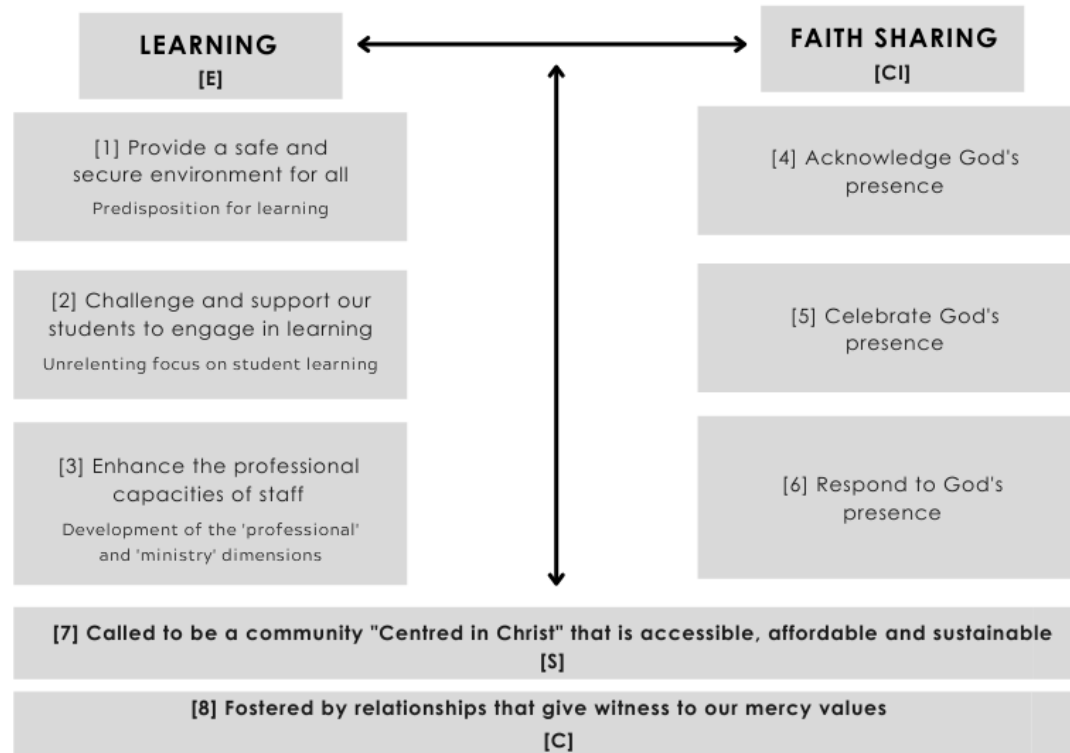 LEARNING
[E]
FAITH SHARING
[CI]
[1] Provide a safe and
secure environment for all
Predisposition for learning
[2] Challenge and support our
students to engage in learning
Unrelenting focus on student learning
[3] Enhance the professional
capacities of staff
Development of the 'professional'
and 'ministry' dimensions
[4] Acknowledge God's
presence
[5] Celebrate God's
presence
[6] Respond to God's
presence
[7] Called to be a community "Centred in Christ" that is accessible, affordable and sustainable
[S]
[8] Fostered by relationships that give witness to our mercy values
[C]